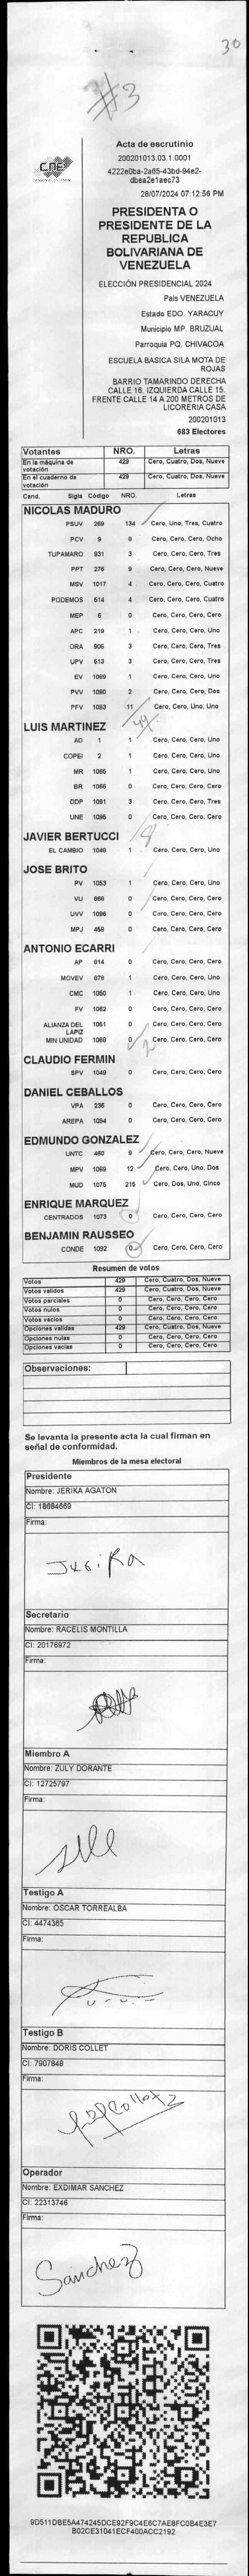 30
#3
CNE
Acta de escrutinio
200201013.03.1.0001
4222e0ba-2a65-43bd-94e2-
dbea2e1aec73
28/07/2024 07:12:56 PM
PRESIDENTA O
PRESIDENTE DE LA
REPUBLICA
BOLIVARIANA DE
VENEZUELA
ELECCIÓN PRESIDENCIAL 2024
Pais VENEZUELA
Estado EDO. YARACUY
Municipio MP. BRUZUAL
Parroquia PQ. CHIVACOA
ESCUELA BASICA SILA MOTA DE
ROJAS
BARRIO TAMARINDO DERECHA
CALLE 16. IZQUIERDA CALLE 15.
FRENTE CALLE 14 A 200 METROS DE
LICORERIA CASA
200201013
683 Electores
Votantes NRO. Letras
En la máquina de votación 429 Cero, Cuatro, Dos, Nueve
En el cuaderno de votación 429 Cero, Cuatro, Dos, Nueve
Cand. Sigls Código NRO. Letras
NICOLAS MADURO
PSUV 269 134 Cero, Uno, Tres, Cuatro
PCV 9 8 Cero, Cero, Cero, Ocho
TUPAMARO 931 3 Cero, Cero, Cero, Tres
PPT 276 9 Cero, Cero, Cero, Nueve
MSV 1017 4 Cero, Cero, Cero, Cuatro
PODEMOS 514 4 Cero, Cero, Cero, Cuatro
MEP 6 0 Cero, Cero, Cero, Cero
APC 219 1 Cero, Cero, Cero, Uno
ORA 906 3 Cero, Cero, Cero, Tres
UPV 513 3 Cero, Cero, Cero, Tres
EV 1089 1 Cero, Cero, Cero, Uno
PVV 1090 2 Cero, Cero, Cero, Dos
PFV 1093 11 Cero, Cero, Uno, Uno
LUIS MARTINEZ
AD 1 1 Cero, Cero, Cero, Uno
COPEI 2 1 Cero, Cero, Cero, Uno
MR 1065 1 Cero, Cero, Cero, Uno
BR 1066 0 Cero, Cero, Cero, Cero
DDP 1091 3 Cero, Cero, Cero, Tres
UNE 1095 0 Cero, Cero, Cero, Cero
JAVIER BERTUCCI
EL CAMBIO 1048 1 Cero, Cero, Cero, Uno
JOSE BRITO
PV 1053 1 Cero, Cero, Cero, Uno
VU 868 0 Cero, Cero, Cero, Cero
UVV 1096 0 Cero, Cero, Cero, Cero
MPJ 458 0 Cero, Cero, Cero, Cero
ANTONIO ECARRI
AP 814 0 Cero, Cero, Cero, Cero
MOVEV 878 1 Cero, Cero, Cero, Uno
CMC 1050 1 Cero, Cero, Cero, Uno
FV 1062 0 Cero, Cero, Cero, Cero
ALIANZA DEL LAPIZ 1051 0 Cero, Cero, Cero, Cero
MIN UNIDAD 1068 0 Cero, Cero, Cero, Cero
2
CLAUDIO FERMIN
SPV 1049 0 Cero, Cero, Cero, Cero
DANIEL CEBALLOS
VPA 236 0 Cero, Cero, Cero, Cero
AREPA 1094 0 Cero, Cero, Cero, Cero
EDMUNDO GONZALEZ
UNTC 460 9 Cero, Cero, Cero, Nueve
MPV 1069 12 Cero, Cero, Uno, Dos
MUD 1075 215 Cero, Dos, Uno, Cinco
ENRIQUE MARQUEZ
CENTRADOS 1073 0 Cero, Cero, Cero, Cero
BENJAMIN RAUSSEO
CONDE 1092 0 Cero, Cero, Cero, Cero
Resumen de votos
Votos 429 Cero, Cuatro, Dos, Nueve
Votos validos 429 Cero, Cuatro, Dos, Nueve
Votos parciales 0 Cero, Cero, Cero, Cero
Votos nulos 0 Cero, Cero, Cero, Cero
Votos vacios 0 Cero, Cero, Cero, Cero
Opciones validas 429 Cero, Cuatro, Dos, Nueve
Opciones nulas 0 Cero, Cero, Cero, Cero
Opciones vacias 0 Cero, Cero, Cero, Cero
Observaciones:
Se levanta la presente acta la cual firman en
señal de conformidad.
Miembros de la mesa electoral
Presidente
Nombre: JERIKA AGATON
CI: 18684669
Firma:
Secretario
Nombre: RACELIS MONTILLA
CI: 20176972
Firma:
Miembro A
Nombre: ZULY DORANTE
CI: 12725797
Firma:
Testigo A
Nombre: OSCAR TORREALBA
CI: 4474365
Firma:
Testigo B
Nombre: DORIS COLLET
CI: 7907848
Firma:
Operador
Nombre: EXDIMAR SANCHEZ
CI: 22313746
Firma:
Sanchez
9D511DBE5A474245DCE92F9C4E6C7AE8FC0B4E3E7
B02CE31041ECF400ACC2192